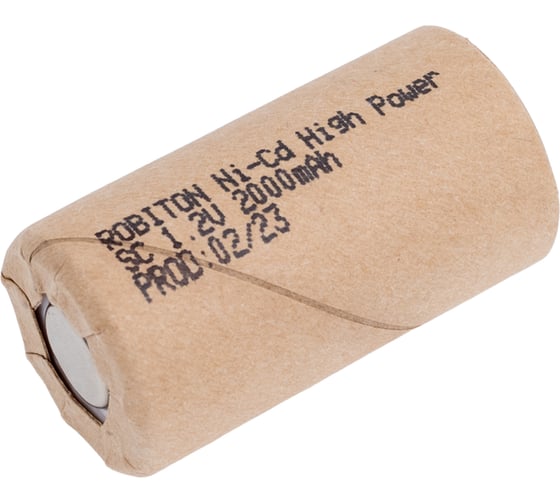 ROBITON Ni-Cd High Power
SC 1.2V 2000mAh
PROD:02/23